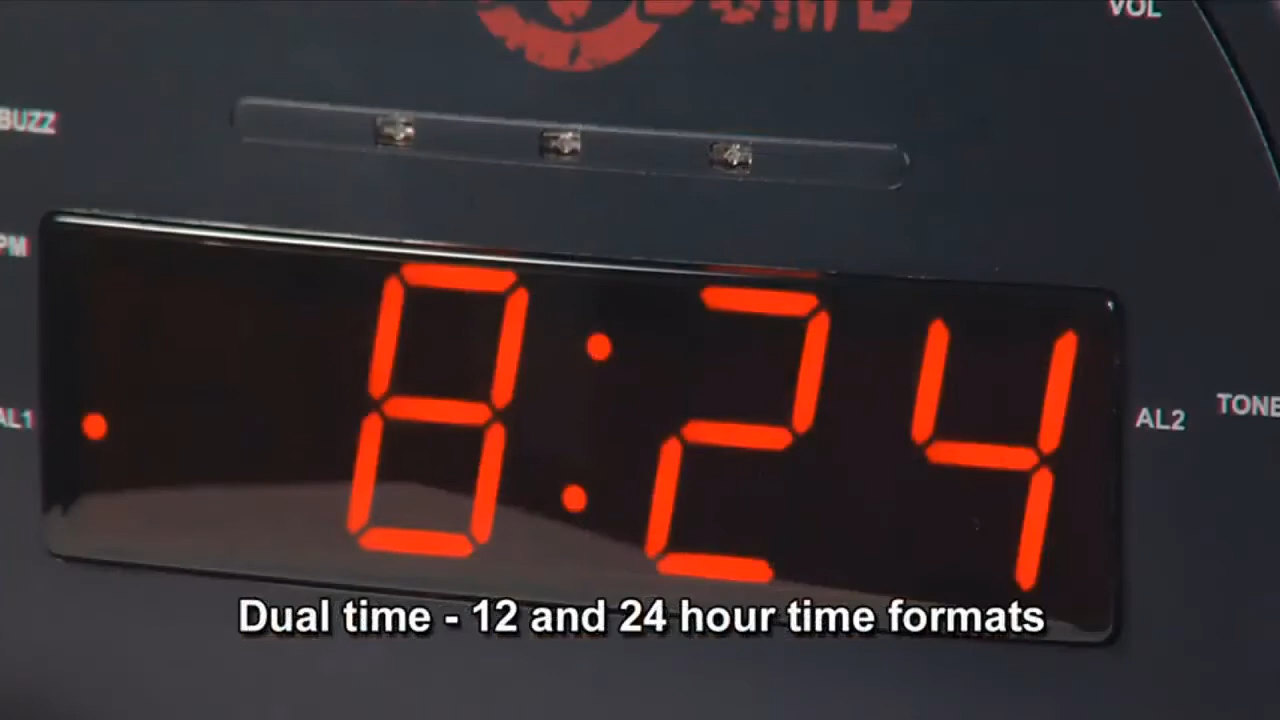 VOL
BUZZ
PM
8:24
AL1
AL2
TONE
Dual time - 12 and 24 hour time formats